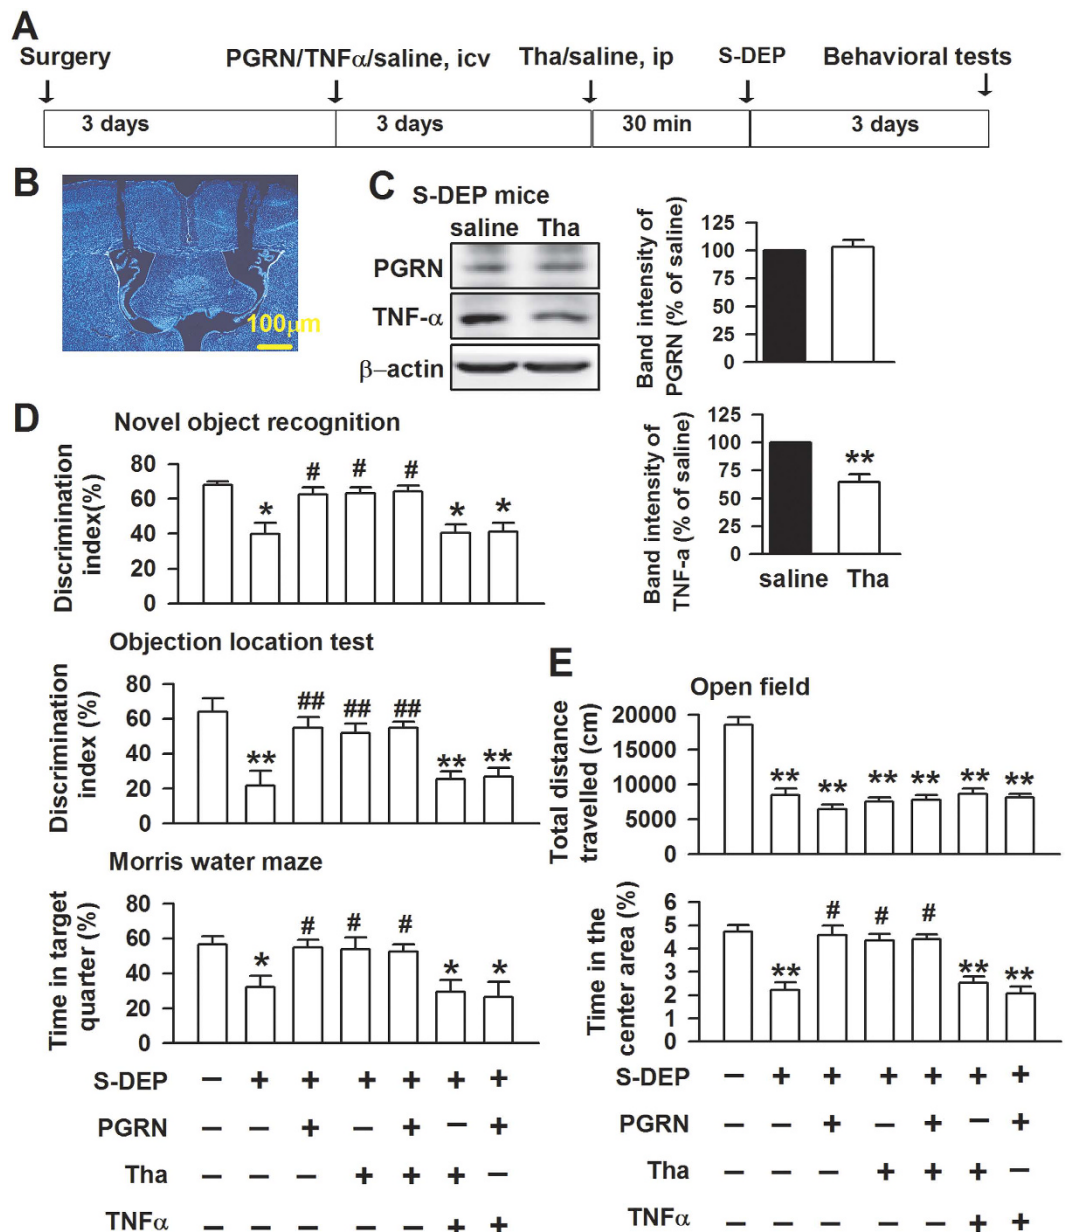 A
Surgery PGRN/TNFα/saline, icv Tha/saline, ip S-DEP Behavioral tests
3 days 3 days 30 min 3 days
B
100μm
C
S-DEP mice
saline Tha
PGRN
TNF-α
β–actin
Band intensity of
PGRN (% of saline)
125
100
75
50
25
0
Band intensity of
TNF-a (% of saline)
125
100
75
50
25
0
**
saline Tha
D
Novel object recognition
Discrimination
index(%)
80
60
40
20
0
* # # # * *
Objection location test
Discrimination
index (%)
80
60
40
20
0
** ## ## ## ** **
Morris water maze
Time in target
quarter (%)
80
60
40
20
0
* # # # * *
S-DEP – + + + + + +
PGRN – – + – + – +
Tha – – – + + + –
TNFα – – – – – + +
E
Open field
Total distance
travelled (cm)
20000
15000
10000
5000
0
** ** ** ** ** **
Time in the
center area (%)
6
5
4
3
2
1
0
** # # # ** **
S-DEP – + + + + + +
PGRN – – + – + – +
Tha – – – + + + –
TNFα – – – – – + +